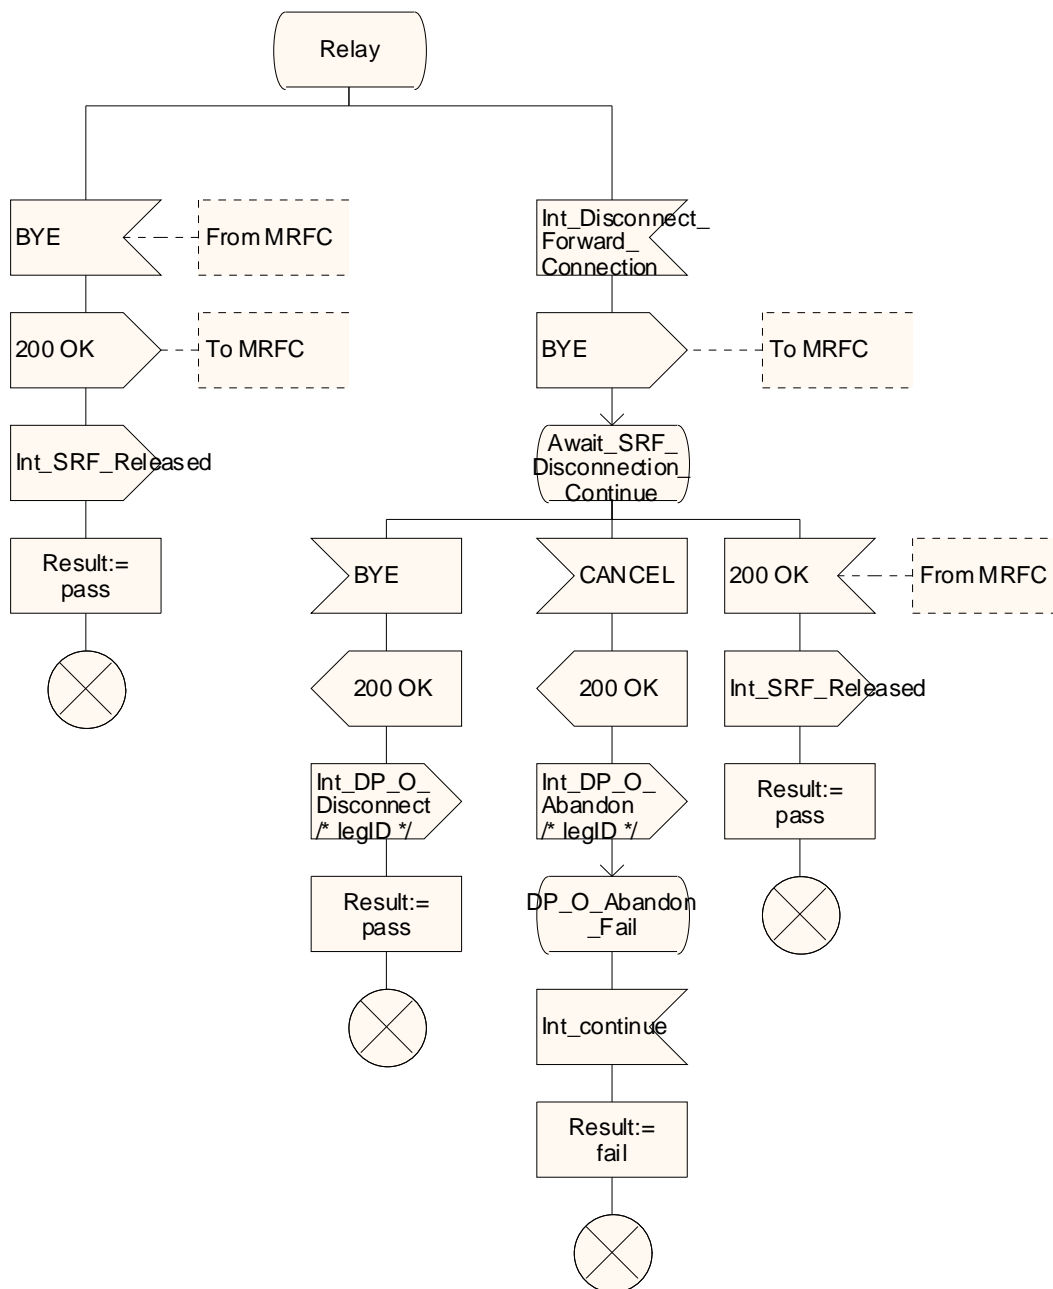 Relay
BYE
From MRFC
Int_Disconnect_
Forward_
Connection
200 OK
To MRFC
BYE
To MRFC
Int_SRF_Released
Await_SRF_
Disconnection_
Continue
Result:=
pass
BYE
CANCEL
200 OK
From MRFC
200 OK
200 OK
Int_SRF_Released
Int_DP_O_
Disconnect
/* legID */
Int_DP_O_
Abandon
/* legID */
Result:=
pass
Result:=
pass
DP_O_Abandon
_Fail
Int_continue
Result:=
fail